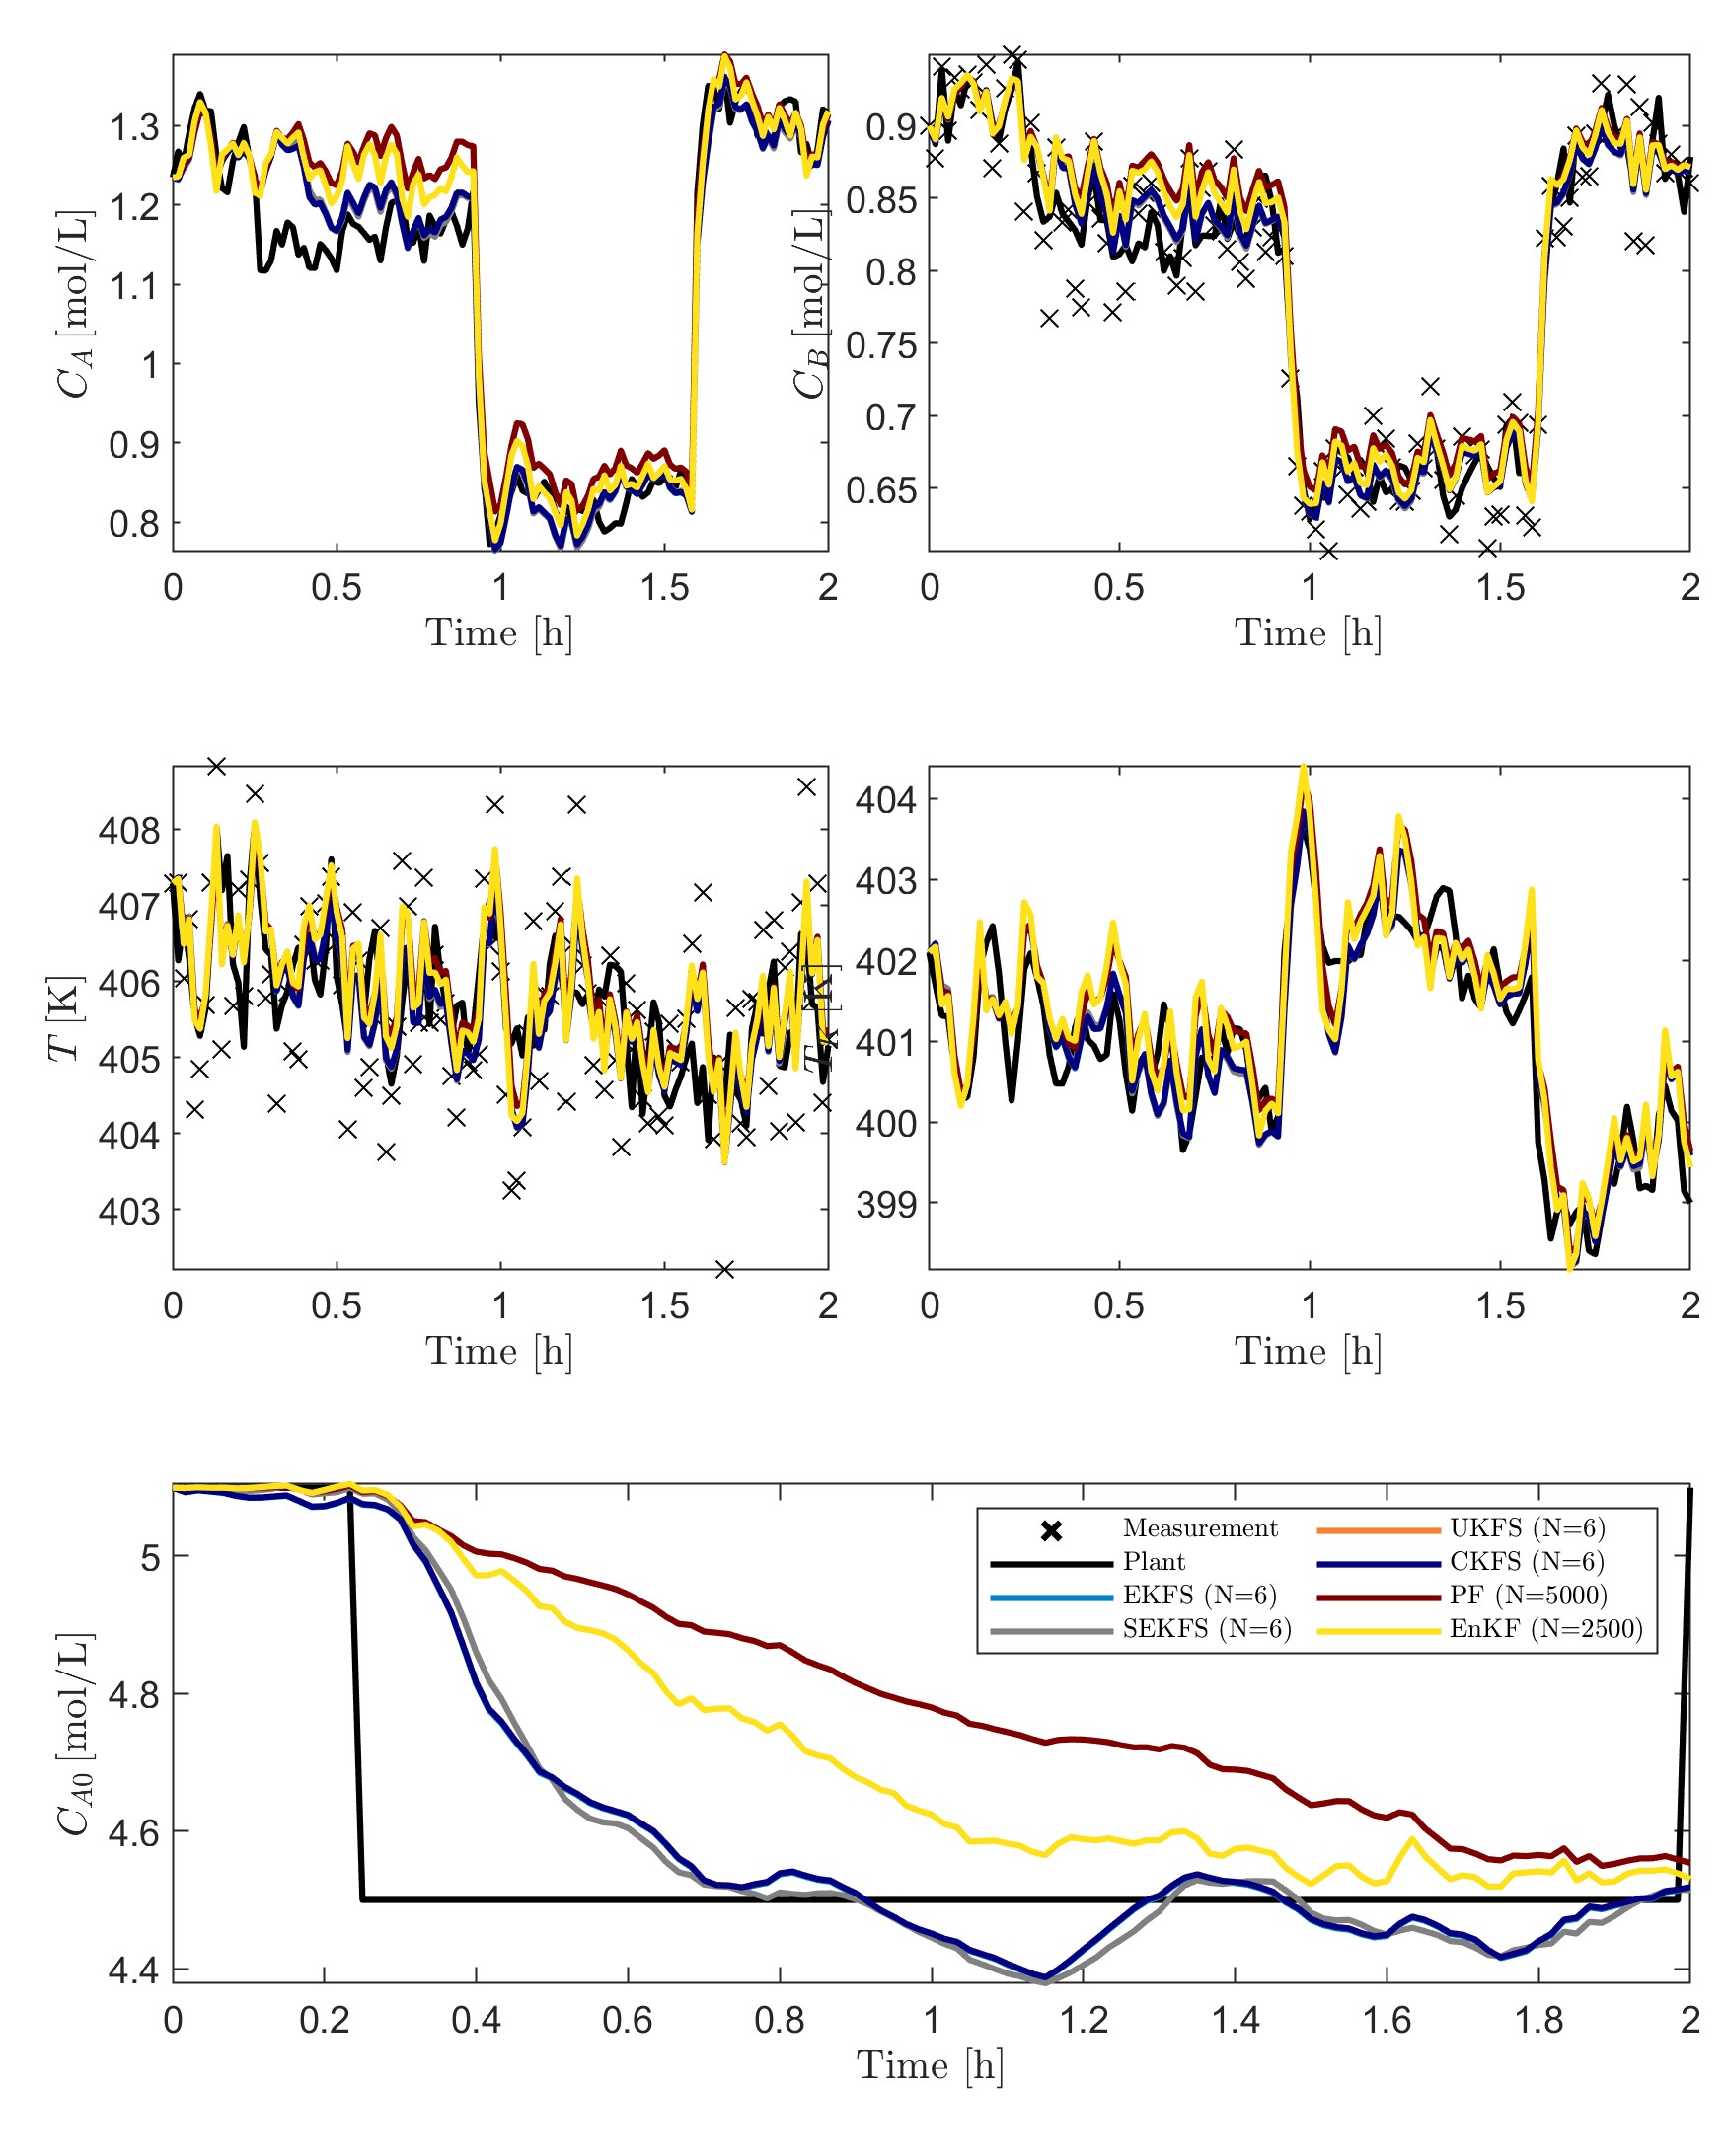 C_A [mol/L]
1.3
1.2
1.1
1
0.9
0.8
0 0.5 1 1.5 2
Time [h]
C_B [mol/L]
0.9
0.85
0.8
0.75
0.7
0.65
0 0.5 1 1.5 2
Time [h]
T [K]
408
407
406
405
404
403
0 0.5 1 1.5 2
Time [h]
[K]
404
403
402
401
400
399
0 0.5 1 1.5 2
Time [h]
C_{A0} [mol/L]
5
4.8
4.6
4.4
0 0.2 0.4 0.6 0.8 1 1.2 1.4 1.6 1.8 2
Time [h]
Measurement
Plant
EKFS (N=6)
SEKFS (N=6)
UKFS (N=6)
CKFS (N=6)
PF (N=5000)
EnKF (N=2500)